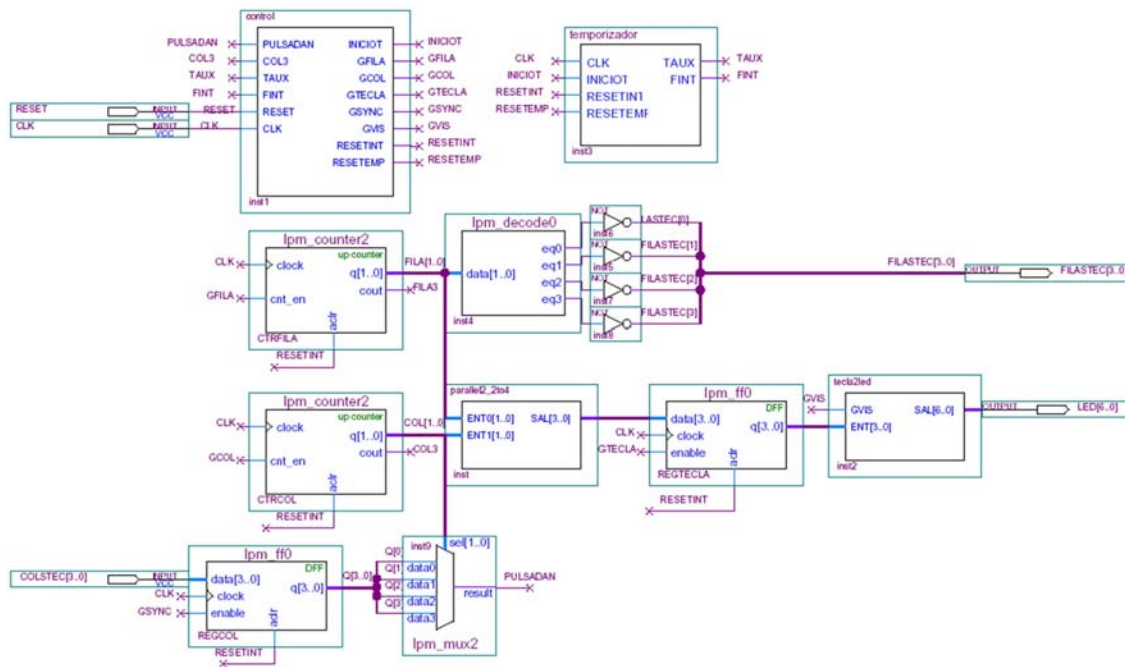 control
PULSADAN PULSADAN INICIOT INICIOT
COL3 COL3 GFILA GFILA
TAUX TAUX GCOL GCOL
FINT FINT GTECLA GTECLA
RESET INPUT VCC RESET RESET GSYNC GSYNC
CLK INPUT VCC CLK CLK GVIS GVIS
RESETINT RESETINT
RESETEMP RESETEMP
inst1
temporizador
CLK CLK TAUX TAUX
INICIOT INICIOT FINT FINT
RESETINT RESETINT
RESETEMP RESETEMP
inst3
lpm_counter2
up counter
CLK clock q[1..0] FILA[1..0]
cout FILA3
GFILA cnt_en
aclr
CTRFILA
RESETINT
lpm_decode0
data[1..0] eq0
eq1
eq2
eq3
inst4
NOT LASTEC[0]
inst6
NOT FILASTEC[1]
inst5
NOT FILASTEC[2]
inst7
NOT FILASTEC[3]
inst8
FILASTEC[3..0] OUTPUT FILASTEC[3..0]
lpm_counter2
up counter
CLK clock q[1..0] COL[1..0]
cout COL3
GCOL cnt_en
aclr
CTRCOL
RESETINT
parallel2_2to4
ENT0[1..0] SAL[3..0]
ENT1[1..0]
inst
lpm_ff0
DFF
data[3..0] q[3..0]
CLK clock
GTECLA enable
aclr
REGTECLA
RESETINT
tecla2led
GVIS GVIS SAL[6..0] OUTPUT LED[6..0]
ENT[3..0]
inst2
lpm_ff0
DFF
COLSTEC[3..0] INPUT VCC data[3..0] q[3..0] Q[3..0]
CLK clock
GSYNC enable
aclr
REGCOL
RESETINT
inst9 sel[1..0]
Q[0] data0
Q[1] data1
Q[2] data2
Q[3] data3
result PULSADAN
lpm_mux2